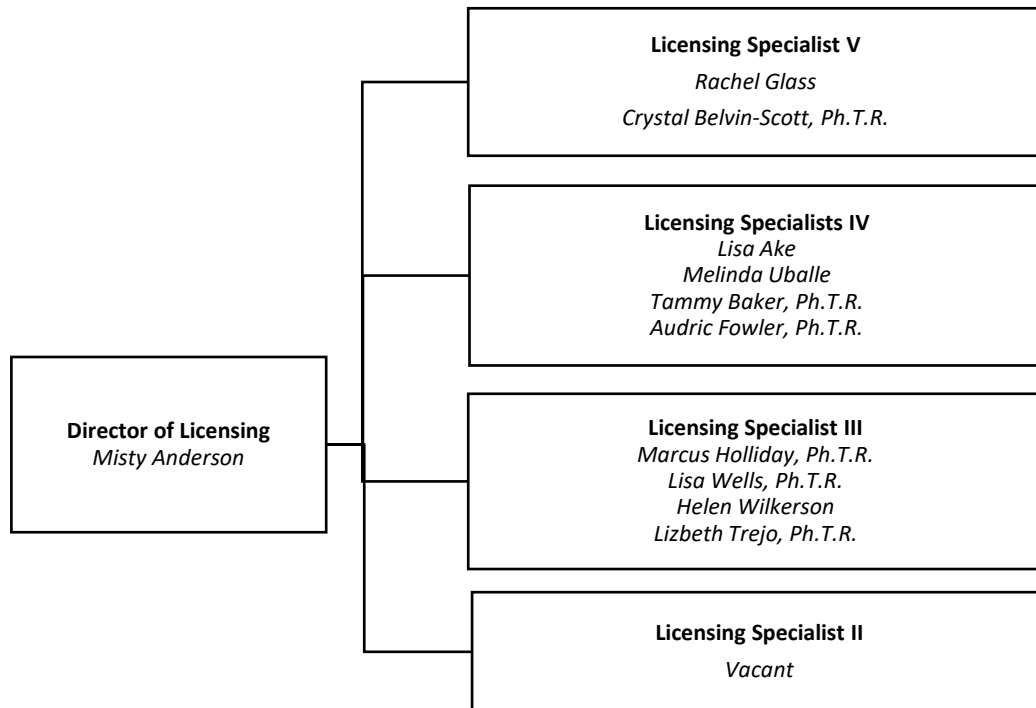 Licensing Specialist V
Rachel Glass
Crystal Belvin-Scott, Ph.T.R.
Licensing Specialists IV
Lisa Ake
Melinda Uballe
Tammy Baker, Ph.T.R.
Audric Fowler, Ph.T.R.
Director of Licensing
Misty Anderson
Licensing Specialist III
Marcus Holliday, Ph.T.R.
Lisa Wells, Ph.T.R.
Helen Wilkerson
Lizbeth Trejo, Ph.T.R.
Licensing Specialist II
Vacant